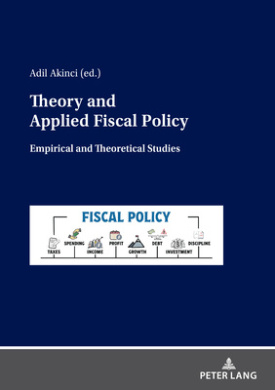 Adil Akinci (ed.)
Theory and
Applied Fiscal Policy
Empirical and Theoretical Studies
FISCAL POLICY
SPENDING
PROFIT
DEBT
DISCIPLINE
TAXES
INCOME
GROWTH
INVESTMENT
PETER LANG